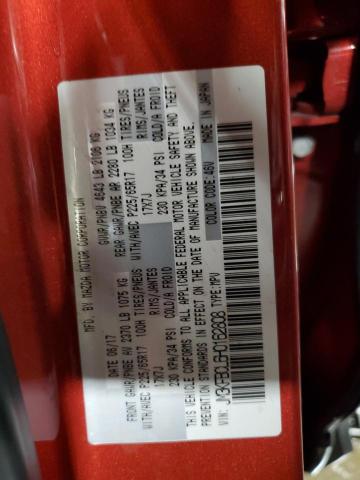 MFD. BY MAZDA MOTOR CORPORATION
DATE 06/17 GVWR/PNBV 4643 LB 2106 KG
FRONT GAWR/PNBE AV 2370 LB 1075 KG REAR GAWR/PNBE AR 2280 LB 1034 KG
WITH/AVEC P225/65R17 100H TIRES/PNEUS WITH/AVEC P225/65R17 100H TIRES/PNEUS
17X7J RIMS/JANTES 17X7J RIMS/JANTES
230 KPA/34 PSI COLD/A FROID 230 KPA/34 PSI COLD/A FROID
THIS VEHICLE CONFORMS TO ALL APPLICABLE FEDERAL MOTOR VEHICLE SAFETY AND THEFT
PREVENTION STANDARDS IN EFFECT ON THE DATE OF MANUFACTURE SHOWN ABOVE.
VIN: JM3KFBCL6H0162808 TYPE:MPV COLOR CODE:46V MADE IN JAPAN